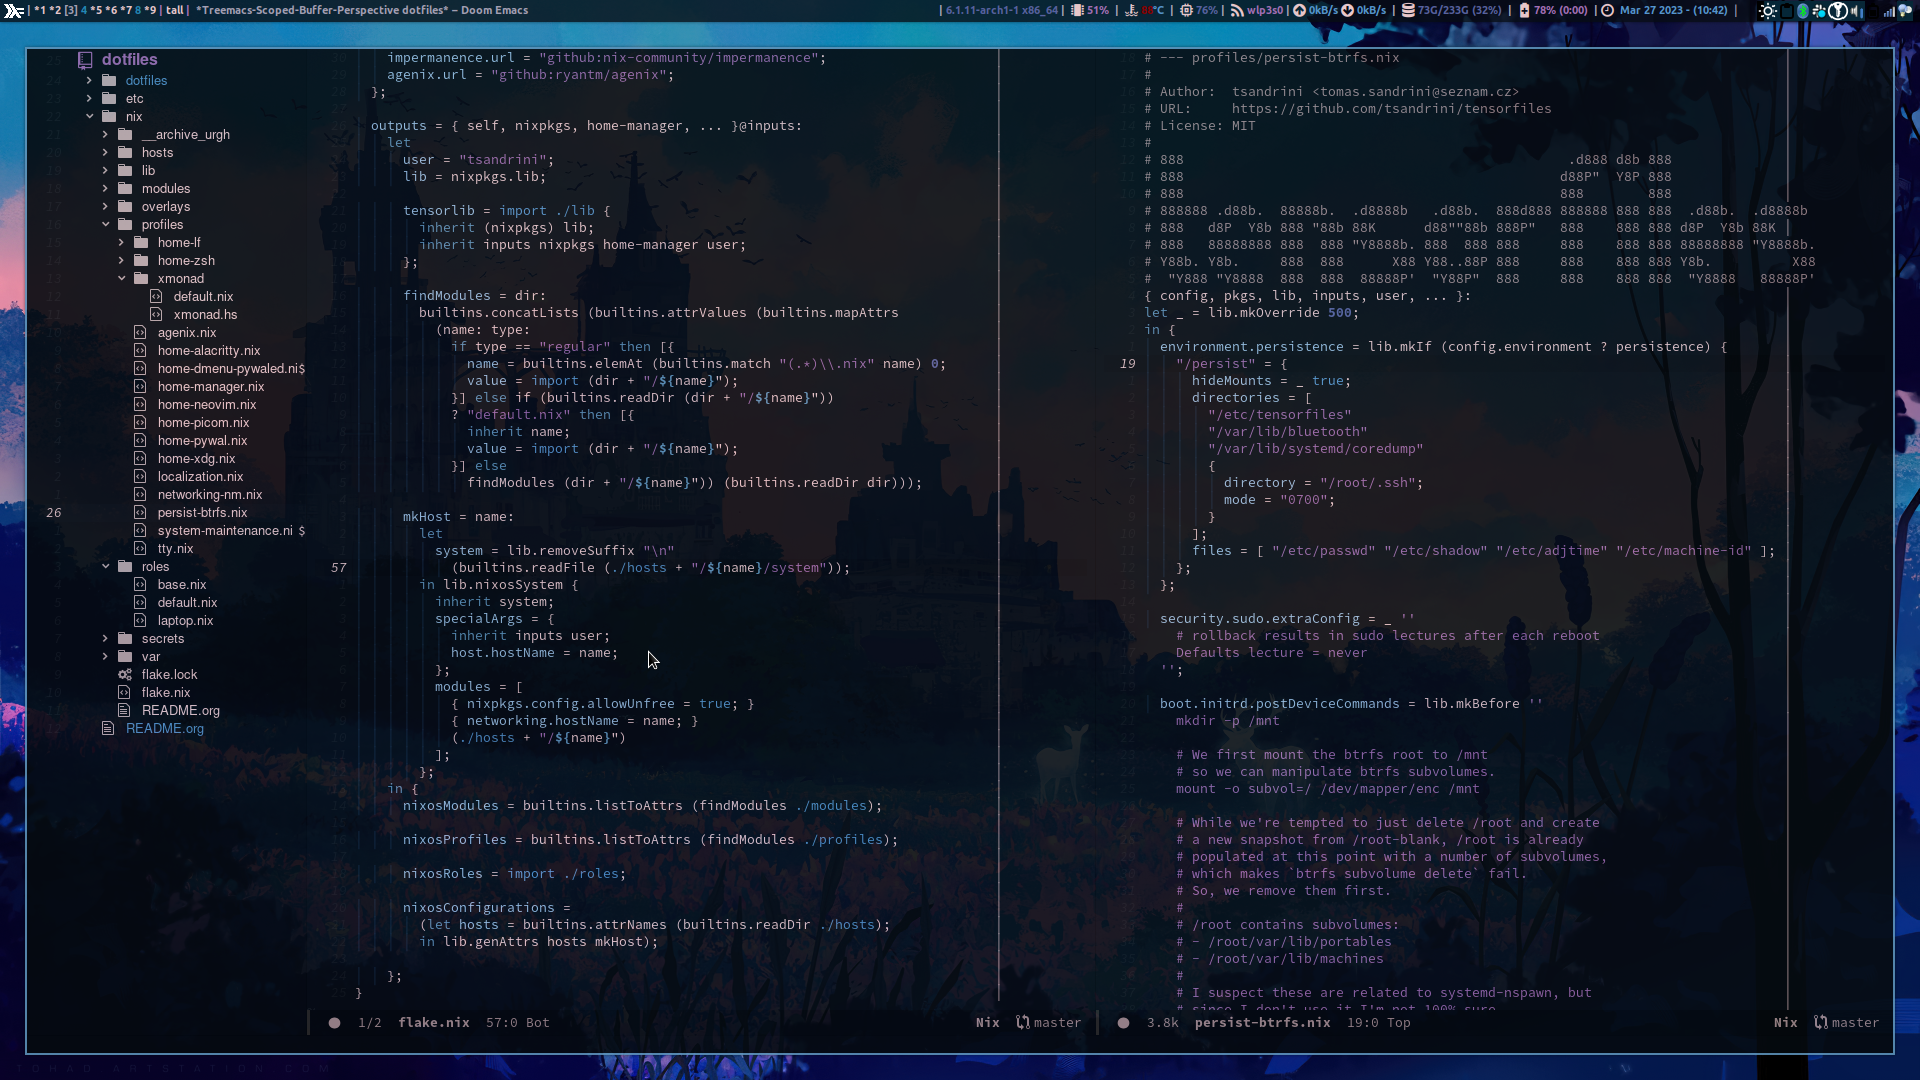 *1 *2 [3] 4 *5 *6 *7 8 *9 | tall | *Treemacs-Scoped-Buffer-Perspective dotfiles* – Doom Emacs
| 6.1.11-arch1-1 x86_64 | 51% | °C | 76% | wlp3s0 | 0kB/s 0kB/s | 73G/233G (32%) | 78% (0:00) | Mar 27 2023 - (10:42) |
dotfiles
dotfiles
etc
nix
__archive_urgh
hosts
lib
modules
overlays
profiles
home-lf
home-zsh
xmonad
default.nix
xmonad.hs
agenix.nix
home-alacritty.nix
home-dmenu-pywaled.ni$
home-manager.nix
home-neovim.nix
home-picom.nix
home-pywal.nix
home-xdg.nix
localization.nix
networking-nm.nix
26 persist-btrfs.nix
system-maintenance.ni $
tty.nix
roles
base.nix
default.nix
laptop.nix
secrets
var
flake.lock
flake.nix
README.org
README.org
impermanence.url = "github:nix-community/impermanence";
agenix.url = "github:ryantm/agenix";
};
outputs = { self, nixpkgs, home-manager, ... }@inputs:
let
user = "tsandrini";
lib = nixpkgs.lib;
tensorlib = import ./lib {
inherit (nixpkgs) lib;
inherit inputs nixpkgs home-manager user;
};
findModules = dir:
builtins.concatLists (builtins.attrValues (builtins.mapAttrs
(name: type:
if type == "regular" then [{
name = builtins.elemAt (builtins.match "(.*)\\.nix" name) 0;
value = import (dir + "/${name}");
}] else if (builtins.readDir (dir + "/${name}"))
? "default.nix" then [{
inherit name;
value = import (dir + "/${name}");
}] else
findModules (dir + "/${name}")) (builtins.readDir dir)));
mkHost = name:
let
system = lib.removeSuffix "\n"
57 (builtins.readFile (./hosts + "/${name}/system"));
in lib.nixosSystem {
inherit system;
specialArgs = {
inherit inputs user;
host.hostName = name;
};
modules = [
{ nixpkgs.config.allowUnfree = true; }
{ networking.hostName = name; }
(./hosts + "/${name}")
];
};
in {
nixosModules = builtins.listToAttrs (findModules ./modules);
nixosProfiles = builtins.listToAttrs (findModules ./profiles);
nixosRoles = import ./roles;
nixosConfigurations =
(let hosts = builtins.attrNames (builtins.readDir ./hosts);
in lib.genAttrs hosts mkHost);
};
}
1/2 flake.nix 57:0 Bot Nix master
# --- profiles/persist-btrfs.nix
#
# Author:  tsandrini <tomas.sandrini@seznam.cz>
# URL:     https://github.com/tsandrini/tensorfiles
# License: MIT
#
# 888                                                .d888 d8b 888
# 888                                               d88P"  Y8P 888
# 888                                               888        888
# 888888 .d88b.  88888b.  .d8888b   .d88b.  888d888 888888 888 888  .d88b.  .d8888b
# 888   d8P  Y8b 888 "88b 88K      d88""88b 888P"   888    888 888 d8P  Y8b 88K
# 888   88888888 888  888 "Y8888b. 888  888 888     888    888 888 88888888 "Y8888b.
# Y88b. Y8b.     888  888      X88 Y88..88P 888     888    888 888 Y8b.          X88
#  "Y888 "Y8888  888  888  88888P'  "Y88P"  888     888    888 888  "Y8888   88888P'
{ config, pkgs, lib, inputs, user, ... }:
let _ = lib.mkOverride 500;
in {
environment.persistence = lib.mkIf (config.environment ? persistence) {
19 "/persist" = {
hideMounts = _ true;
directories = [
"/etc/tensorfiles"
"/var/lib/bluetooth"
"/var/lib/systemd/coredump"
{
directory = "/root/.ssh";
mode = "0700";
}
];
files = [ "/etc/passwd" "/etc/shadow" "/etc/adjtime" "/etc/machine-id" ];
};
};
security.sudo.extraConfig = _ ''
# rollback results in sudo lectures after each reboot
Defaults lecture = never
'';
boot.initrd.postDeviceCommands = lib.mkBefore ''
mkdir -p /mnt
# We first mount the btrfs root to /mnt
# so we can manipulate btrfs subvolumes.
mount -o subvol=/ /dev/mapper/enc /mnt
# While we're tempted to just delete /root and create
# a new snapshot from /root-blank, /root is already
# populated at this point with a number of subvolumes,
# which makes `btrfs subvolume delete` fail.
# So, we remove them first.
#
# /root contains subvolumes:
# - /root/var/lib/portables
# - /root/var/lib/machines
#
# I suspect these are related to systemd-nspawn, but
# since I don't use it I'm not 100% sure.
3.8k persist-btrfs.nix 19:0 Top Nix master